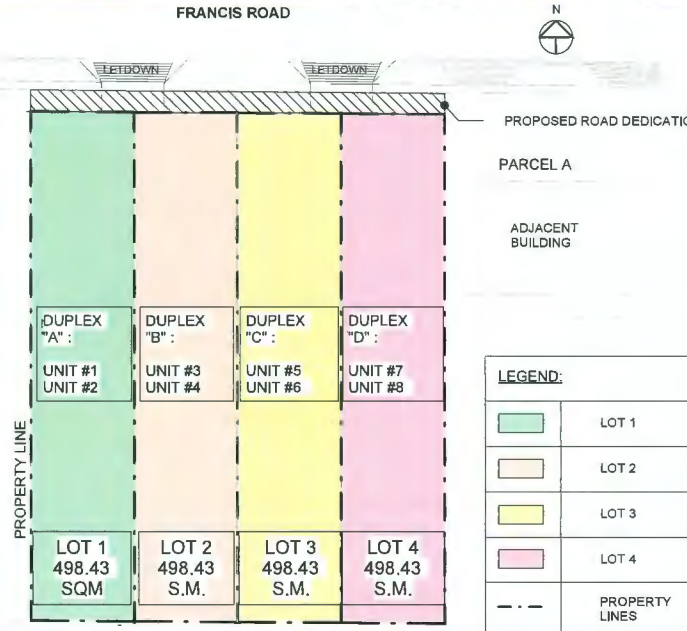 FRANCIS ROAD
N
LETDOWN
LETDOWN
PROPOSED ROAD DEDICATIO
PARCEL A
ADJACENT
BUILDING
DUPLEX
"A" :
UNIT #1
UNIT #2
DUPLEX
"B" :
UNIT #3
UNIT #4
DUPLEX
"C" :
UNIT #5
UNIT #6
DUPLEX
"D" :
UNIT #7
UNIT #8
PROPERTY LINE
LOT 1
498.43
SQM
LOT 2
498.43
S.M.
LOT 3
498.43
S.M.
LOT 4
498.43
S.M.
LEGEND:
LOT 1
LOT 2
LOT 3
LOT 4
PROPERTY
LINES